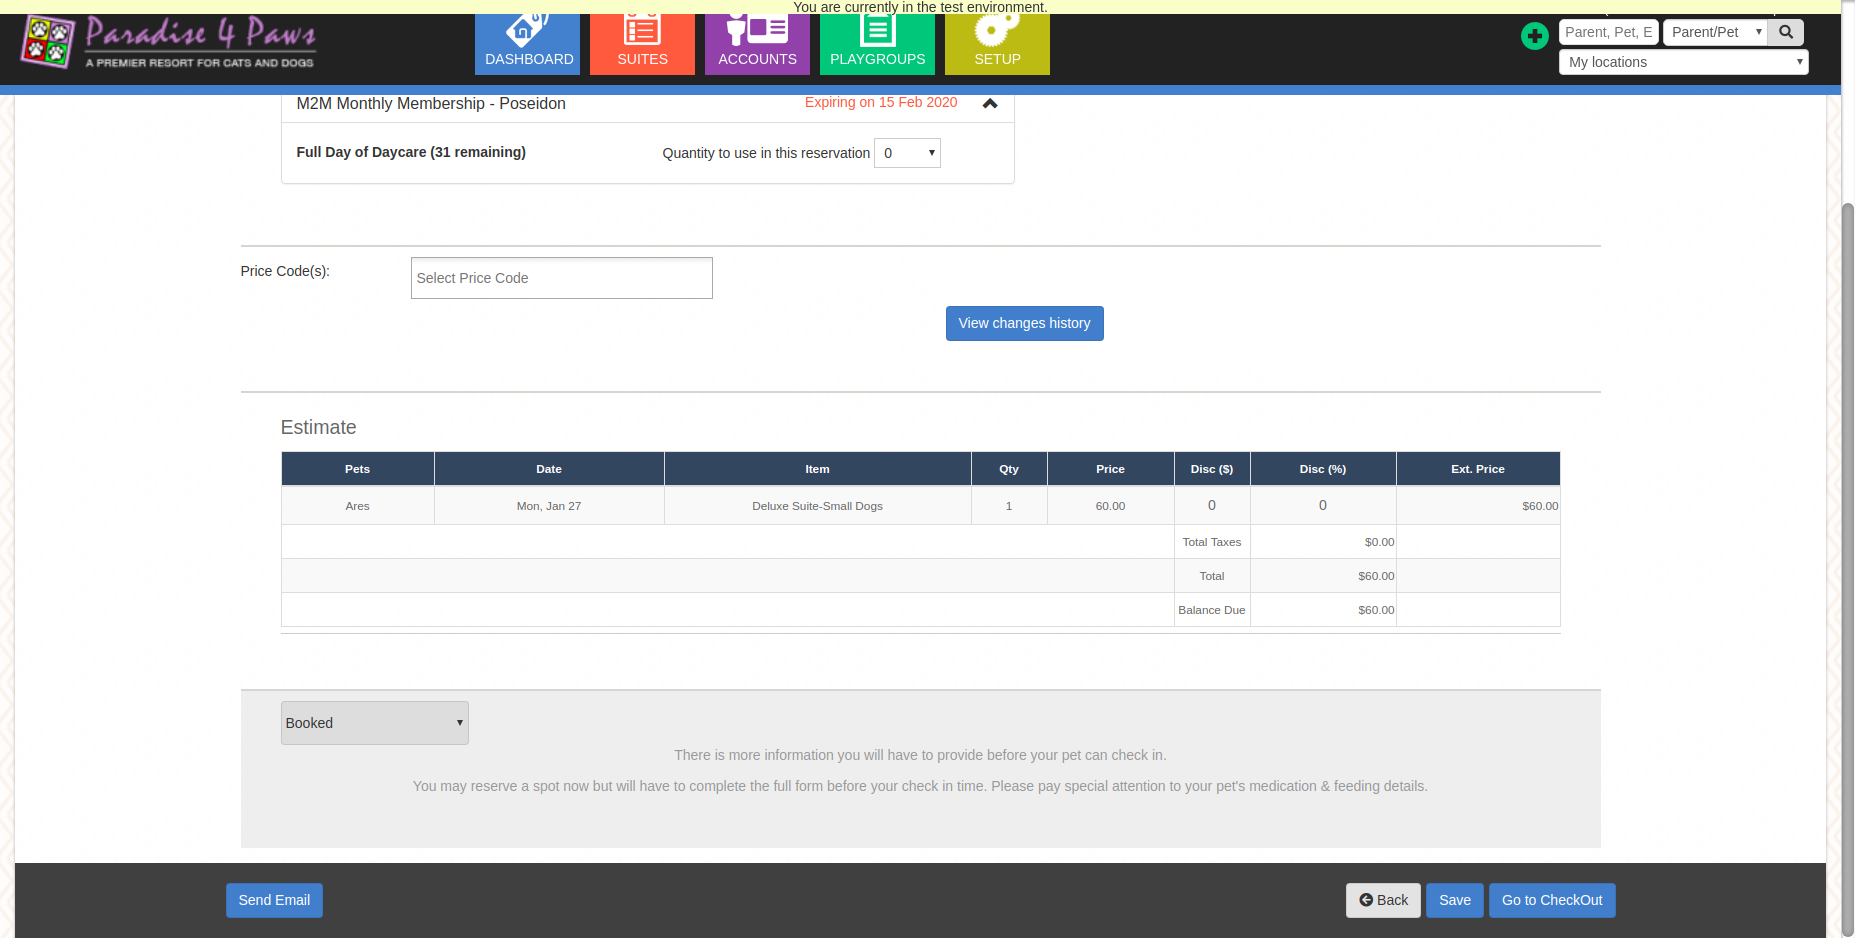 You are currently in the test environment.
Paradise 4 Paws
A PREMIER RESORT FOR CATS AND DOGS
DASHBOARD
SUITES
ACCOUNTS
PLAYGROUPS
SETUP
Parent, Pet, E
Parent/Pet
My locations
M2M Monthly Membership - Poseidon
Expiring on 15 Feb 2020
Full Day of Daycare (31 remaining)
Quantity to use in this reservation 0
Price Code(s):
Select Price Code
View changes history
Estimate
Pets Date Item Qty Price Disc ($) Disc (%) Ext. Price
Ares Mon, Jan 27 Deluxe Suite-Small Dogs 1 60.00 0 0 $60.00
Total Taxes $0.00
Total $60.00
Balance Due $60.00
Booked
There is more information you will have to provide before your pet can check in.
You may reserve a spot now but will have to complete the full form before your check in time. Please pay special attention to your pet's medication & feeding details.
Send Email
Back
Save
Go to CheckOut